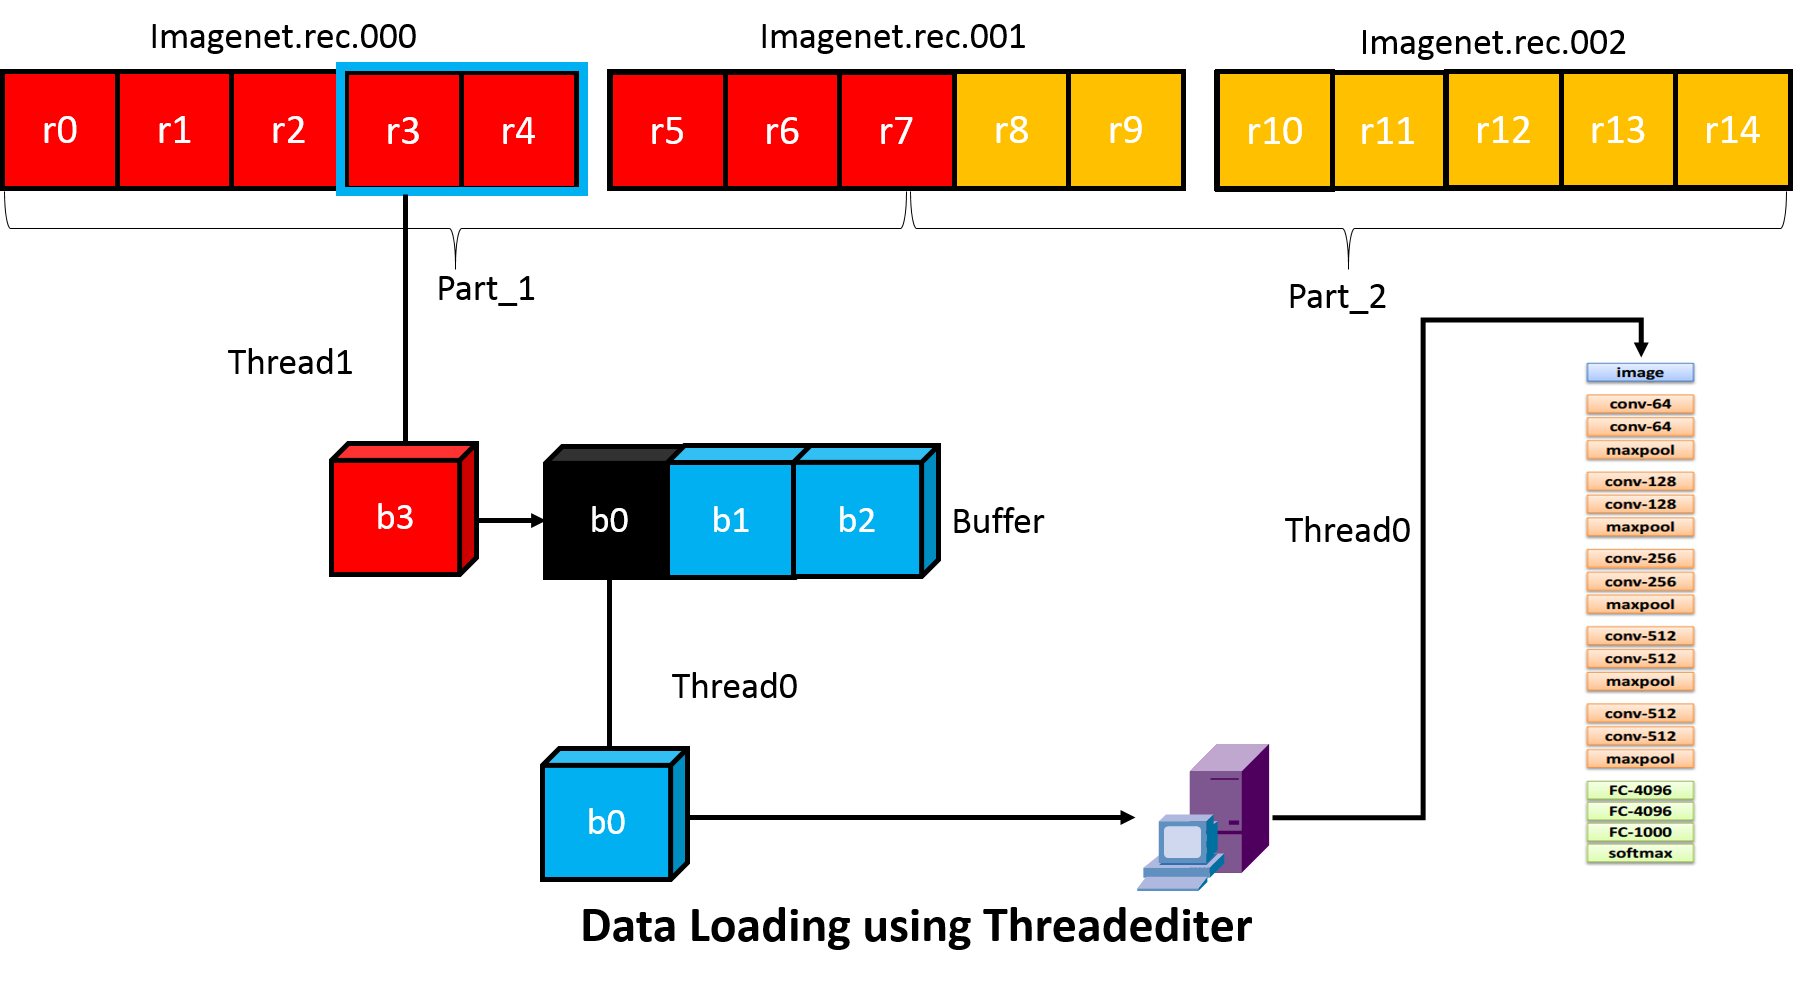 Imagenet.rec.000
Imagenet.rec.001
Imagenet.rec.002
r0 r1 r2 r3 r4 r5 r6 r7 r8 r9 r10 r11 r12 r13 r14
Part_1
Part_2
Thread1
b3
b0 b1 b2
Buffer
Thread0
Thread0
b0
image
conv-64
conv-64
maxpool
conv-128
conv-128
maxpool
conv-256
conv-256
maxpool
conv-512
conv-512
maxpool
conv-512
conv-512
maxpool
FC-4096
FC-4096
FC-1000
softmax
Data Loading using Threadediter